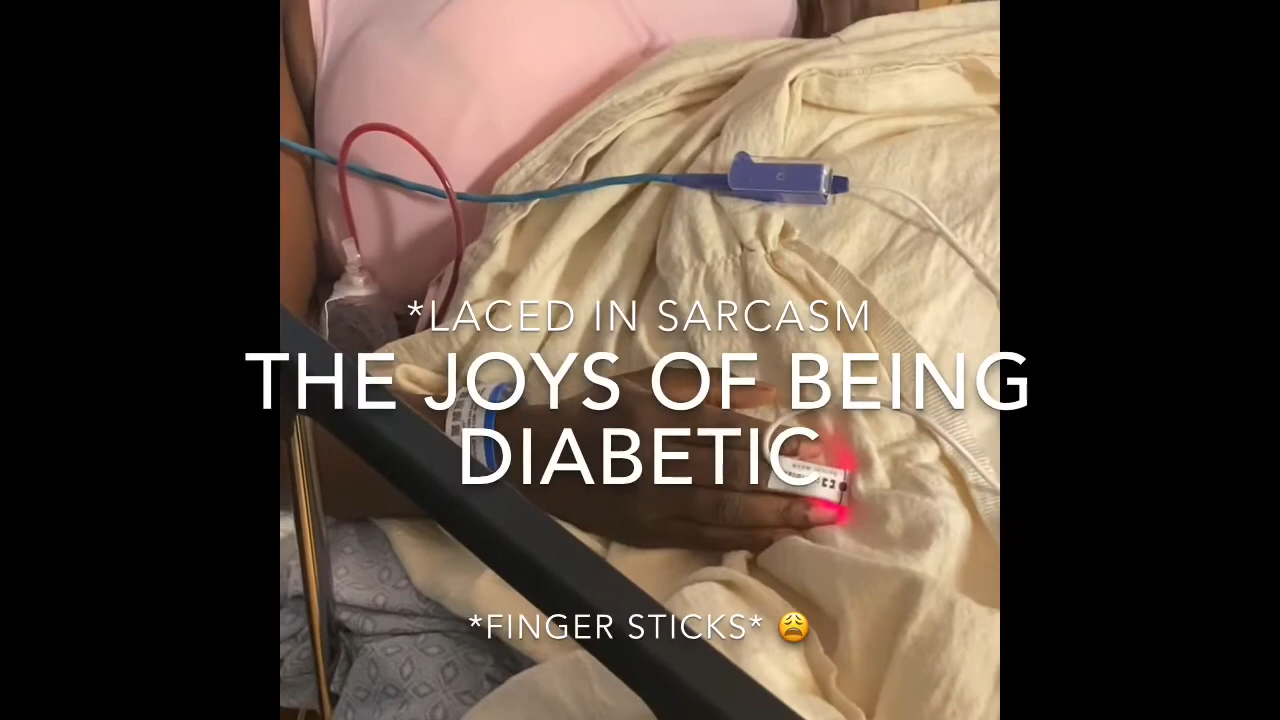 *LACED IN SARCASM
THE JOYS OF BEING
DIABETIC
*FINGER STICKS* 😩